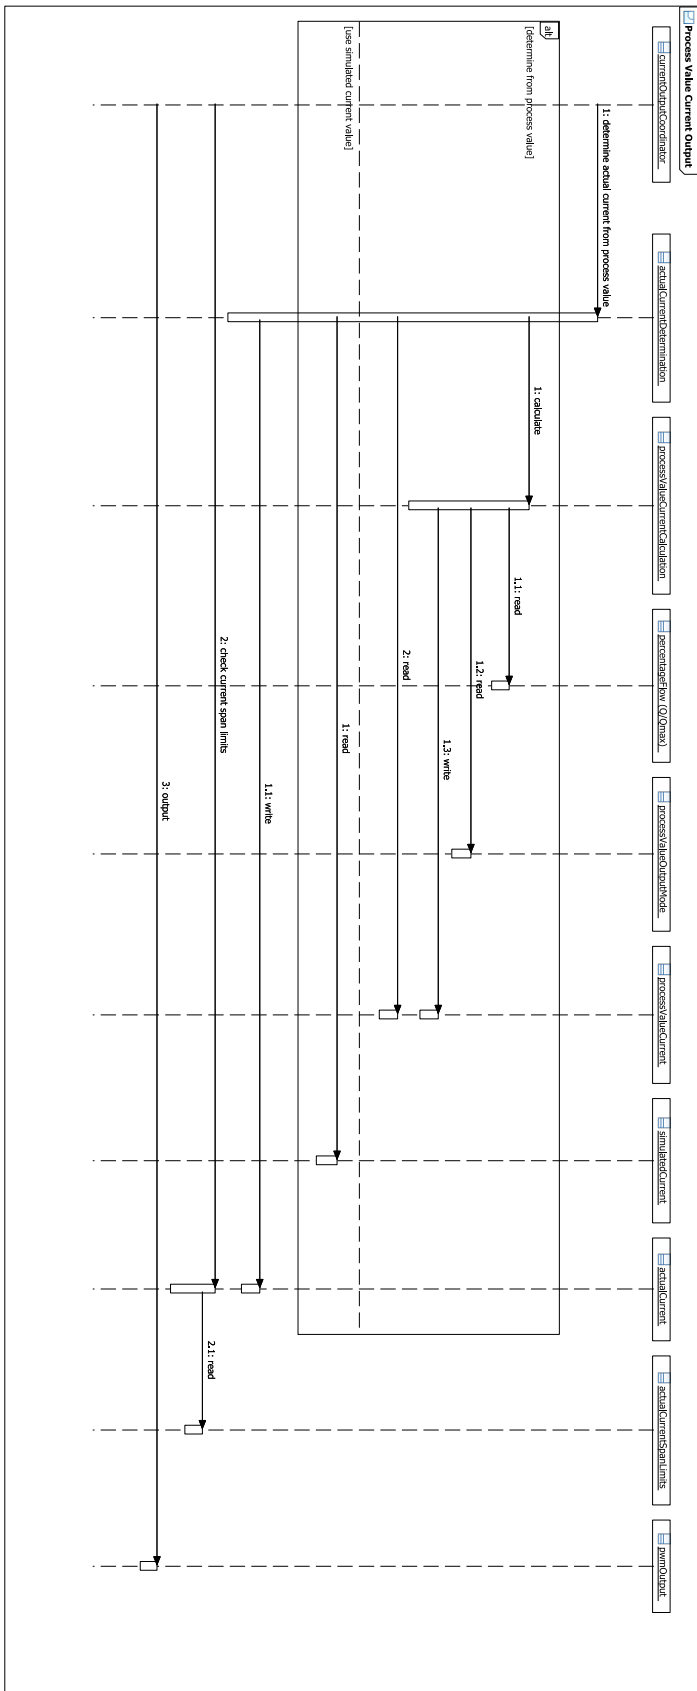 Process Value Current Output
currentOutputCoordinator
actualCurrentDetermination
processValueCurrentCalculation
percentageFlow (Q/Qmax)
processValueOutputMode
processValueCurrent
simulatedCurrent
actualCurrent
actualCurrentSpanLimits
pwmOutput
1: determine actual current from process value
alt
[determine from process value]
1: calculate
1.1: read
1.2: read
1.3: write
2: read
[use simulated current value]
1: read
1.1: write
2: check current span limits
2.1: read
3: output